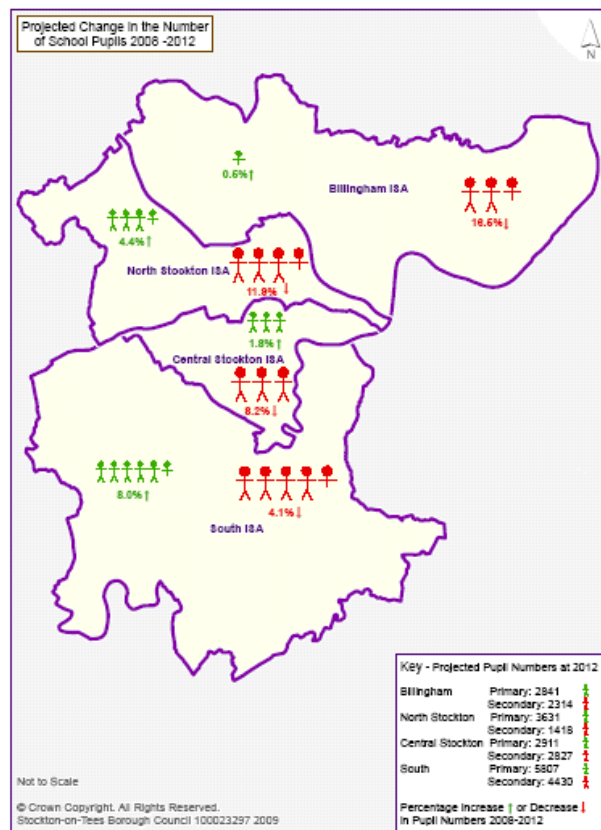 Projected Change in the Number
of School Pupils 2008 -2012
N
0.6%↑
Billingham ISA
16.5%↓
4.4% ↑
North Stockton ISA
11.9% ↓
1.8%↑
Central Stockton ISA
8.2%↓
8.0% ↑
4.1%↓
South ISA
Key - Projected Pupil Numbers at 2012
Billingham Primary: 2841
Secondary: 2314
North Stockton Primary: 3631
Secondary: 1418
Central Stockton Primary: 2911
Secondary: 2827
South Primary: 5807
Secondary: 4430
Percentage Increase ↑ or Decrease ↓
in Pupil Numbers 2008-2012
Not to Scale
© Crown Copyright. All Rights Reserved.
Stockton-on-Tees Borough Council 100023297 2009